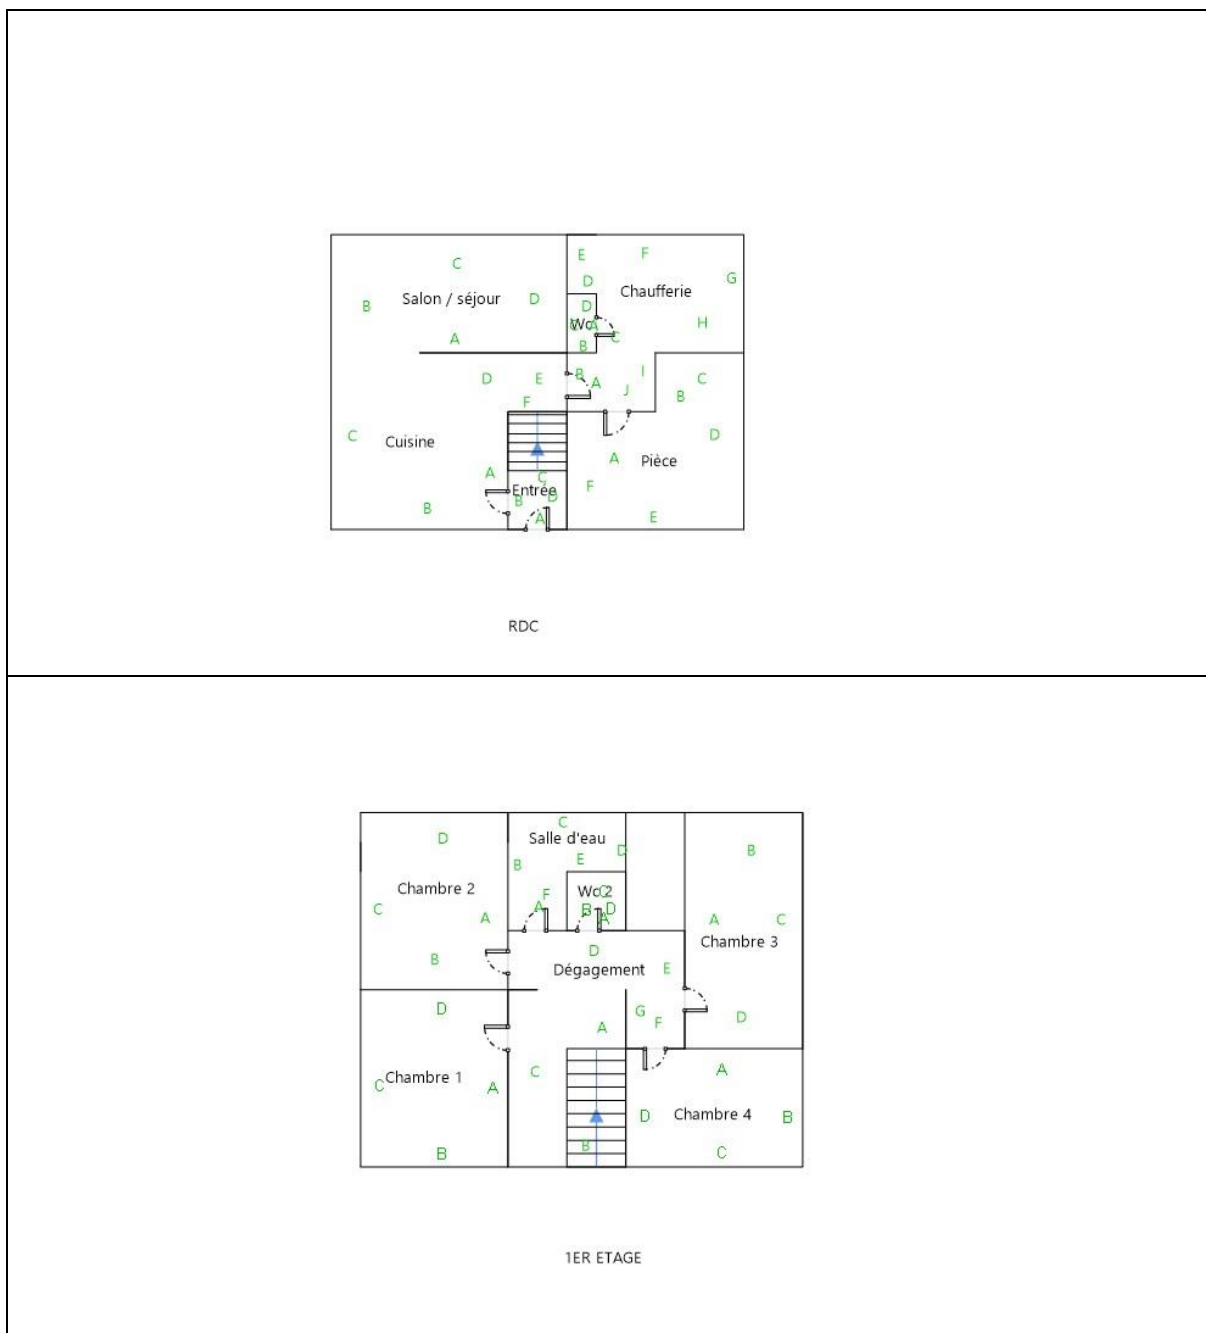 E
F
C
G
D
Chaufferie
Salon / séjour
D
D
B
Wc
C
A
H
A
C
B
D
E
B
A
I
C
J
B
F
C
D
Cuisine
A
Pièce
A
C
F
Entrée
B
D
B
A
E
RDC
C
D
Salle d'eau
D
B
B
E
Chambre 2
F
Wc 2
C
C
A
B
D
A
A
A
C
Chambre 3
D
B
Dégagement
E
D
G
D
F
A
C
A
Chambre 1
C
A
D
Chambre 4
B
B
B
C
1ER ETAGE